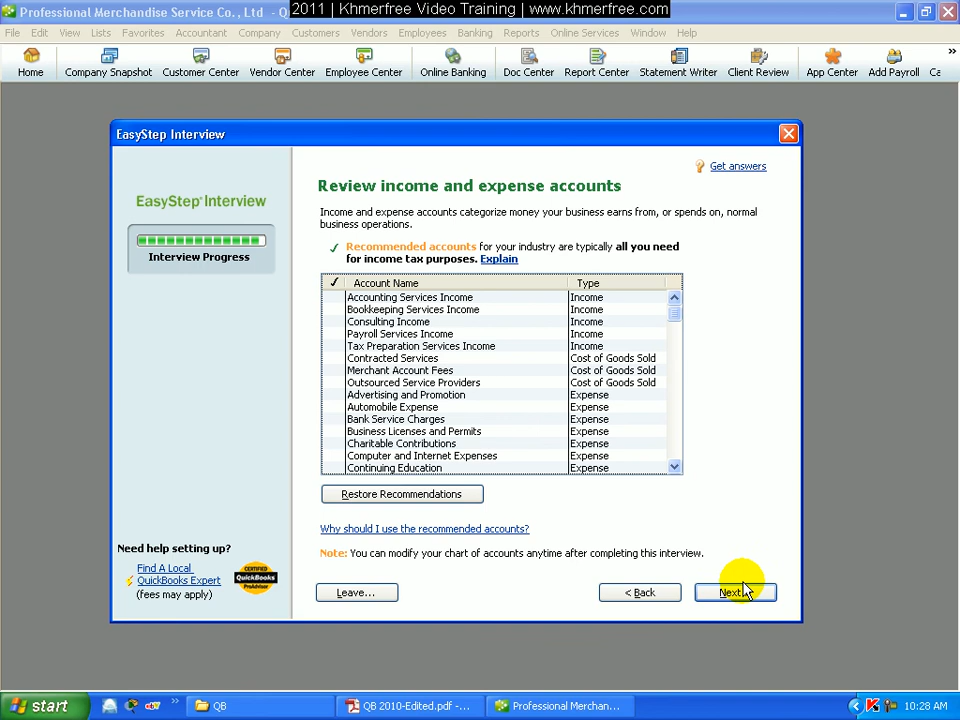 Professional Merchandise Service Co., Ltd - Q
2011 | Khmerfree Video Training | www.khmerfree.com
File Edit View Lists Favorites Accountant Company Customers Vendors Employees Banking Reports Online Services Window Help
Home Company Snapshot Customer Center Vendor Center Employee Center Online Banking Doc Center Report Center Statement Writer Client Review App Center Add Payroll Ca
EasyStep Interview
Get answers
EasyStep Interview
Interview Progress
Review income and expense accounts
Income and expense accounts categorize money your business earns from, or spends on, normal
business operations.
Recommended accounts for your industry are typically all you need
for income tax purposes. Explain
Account Name Type
Accounting Services Income Income
Bookkeeping Services Income Income
Consulting Income Income
Payroll Services Income Income
Tax Preparation Services Income Income
Contracted Services Cost of Goods Sold
Merchant Account Fees Cost of Goods Sold
Outsourced Service Providers Cost of Goods Sold
Advertising and Promotion Expense
Automobile Expense Expense
Bank Service Charges Expense
Business Licenses and Permits Expense
Charitable Contributions Expense
Computer and Internet Expenses Expense
Continuing Education Expense
Restore Recommendations
Why should I use the recommended accounts?
Note: You can modify your chart of accounts anytime after completing this interview.
Need help setting up?
Find A Local
QuickBooks Expert
(fees may apply)
CERTIFIED
QuickBooks
ProAdvisor
Leave... < Back Next
start QB QB 2010-Edited.pdf -... Professional Merchan... 10:28 AM